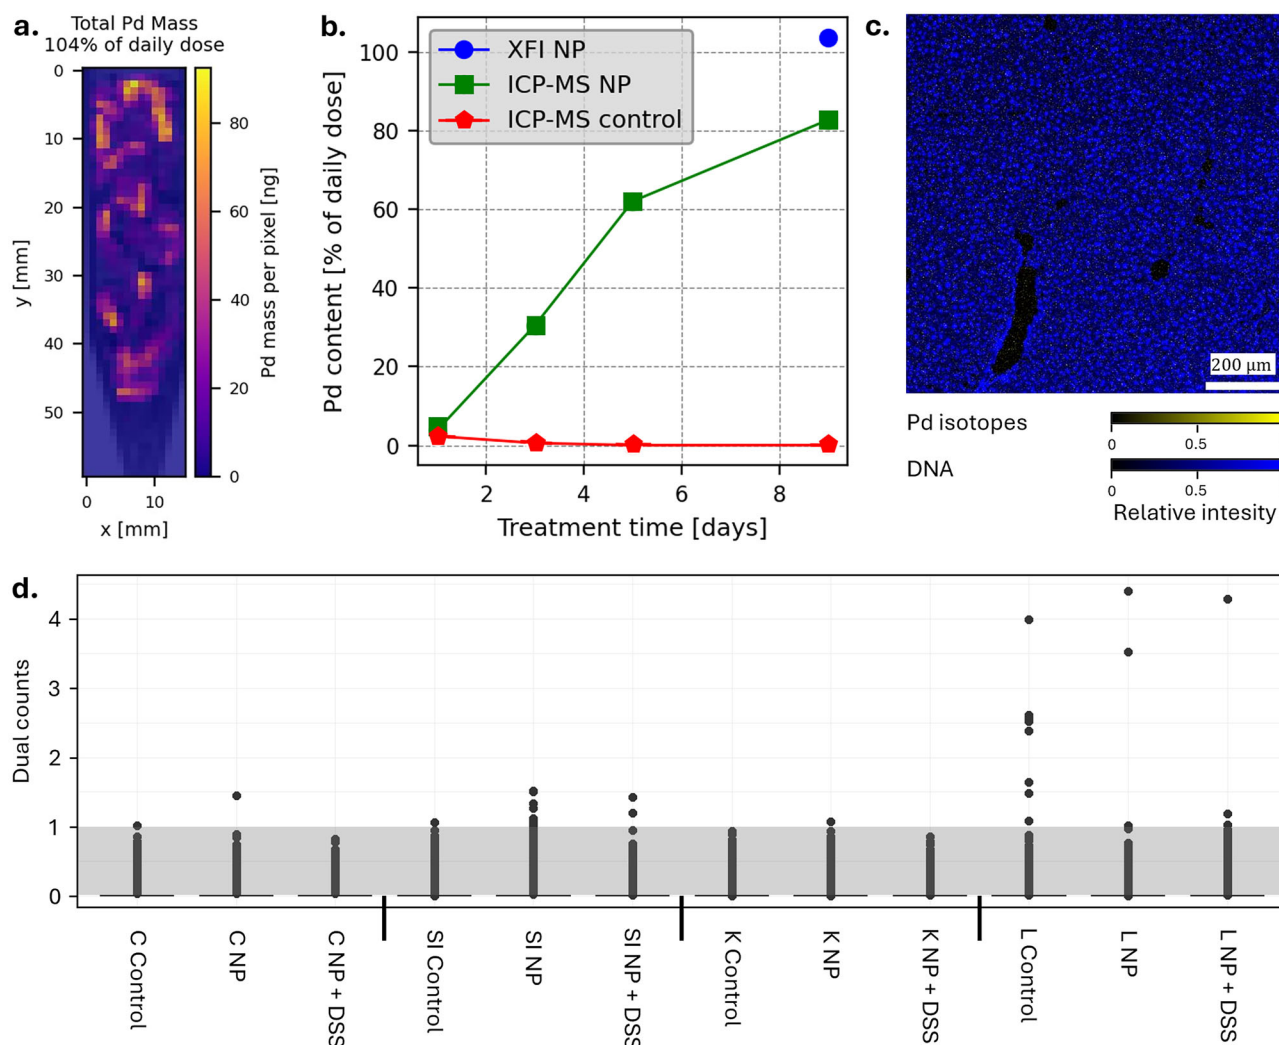 a.
Total Pd Mass
104% of daily dose
0
10
20
30
40
50
y [mm]
0
10
x [mm]
80
60
40
20
0
Pd mass per pixel [ng]
b.
XFI NP
ICP-MS NP
ICP-MS control
100
80
60
40
20
0
Pd content [% of daily dose]
2
4
6
8
Treatment time [days]
c.
200 μm
Pd isotopes
0
0.5
DNA
0
0.5
Relative intesity
d.
4
3
2
1
0
Dual counts
C Control
C NP
C NP + DSS
SI Control
SI NP
SI NP + DSS
K Control
K NP
K NP + DSS
L Control
L NP
L NP + DSS